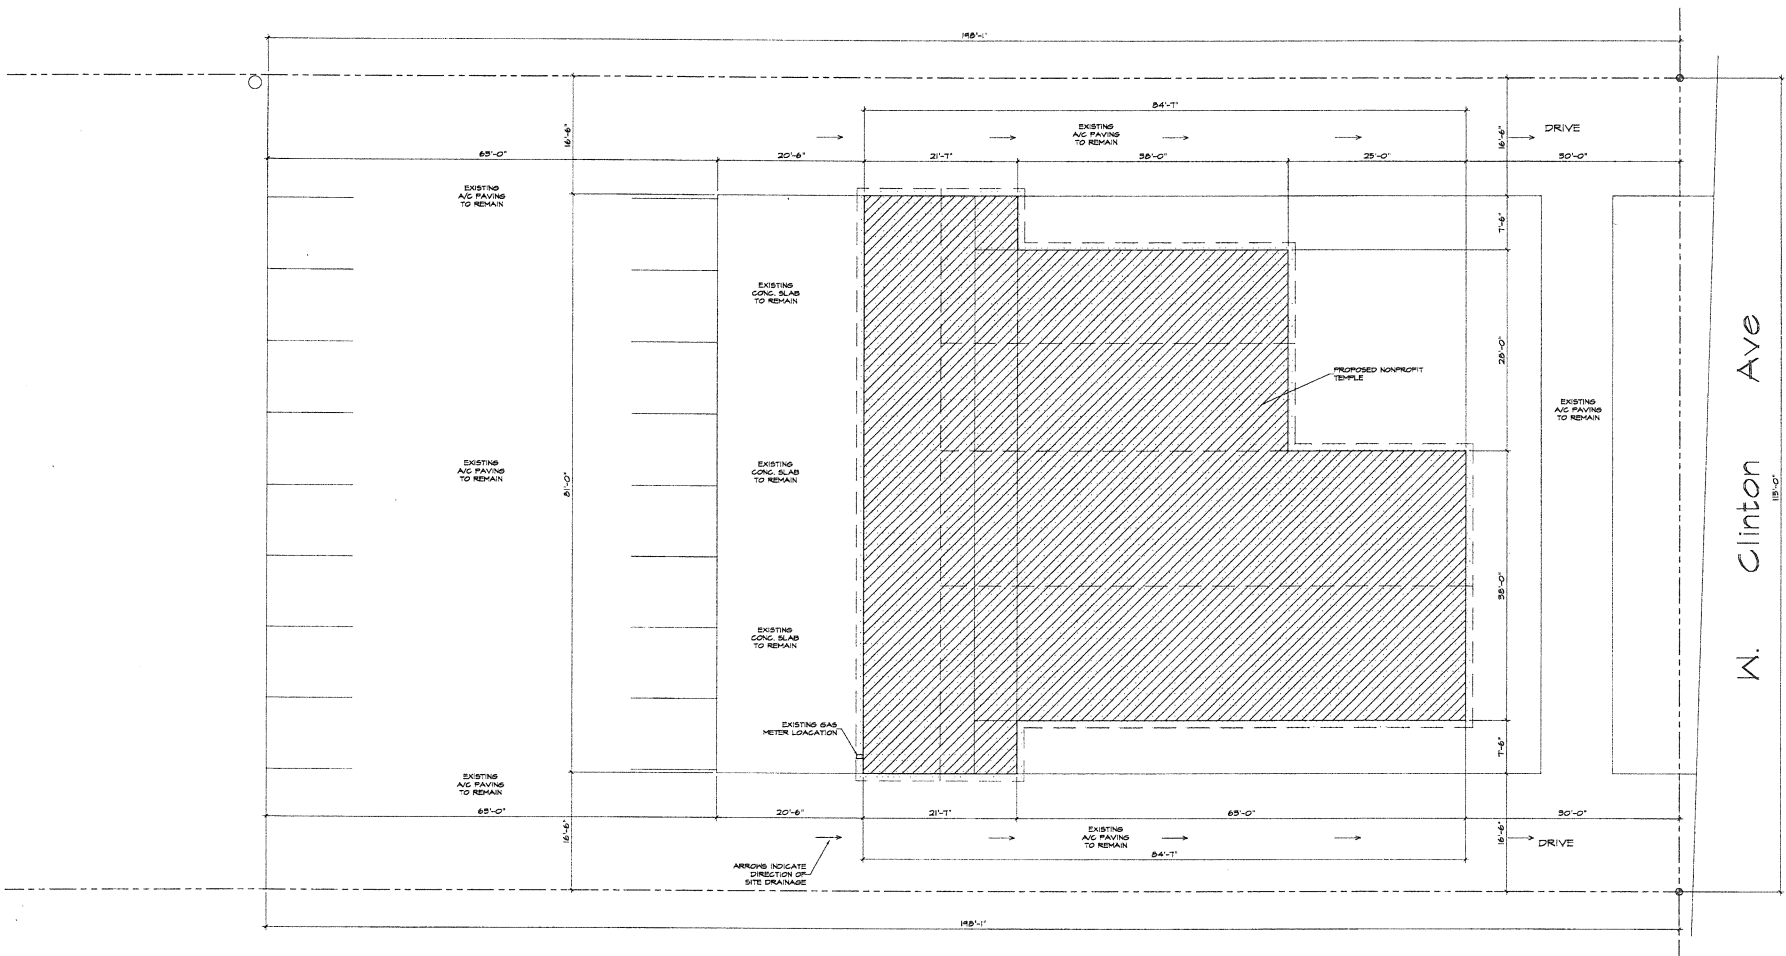 198'-1"
84'-7"
EXISTING
A/C PAVING
TO REMAIN
DRIVE
16'-6"
16'-6"
63'-0"
20'-6"
21'-7"
38'-0"
25'-0"
30'-0"
EXISTING
A/C PAVING
TO REMAIN
7'-6"
EXISTING
CONC. SLAB
TO REMAIN
28'-0"
PROPOSED NONPROFIT
TEMPLE
EXISTING
A/C PAVING
TO REMAIN
W. Clinton Ave
113'-0"
EXISTING
A/C PAVING
TO REMAIN
81'-0"
EXISTING
CONC. SLAB
TO REMAIN
38'-0"
EXISTING
CONC. SLAB
TO REMAIN
EXISTING GAS
METER LOACATION
7'-6"
EXISTING
A/C PAVING
TO REMAIN
63'-0"
20'-6"
21'-7"
63'-0"
30'-0"
16'-6"
EXISTING
A/C PAVING
TO REMAIN
16'-6"
DRIVE
84'-7"
ARROWS INDICATE
DIRECTION OF
SITE DRAINAGE
198'-1"